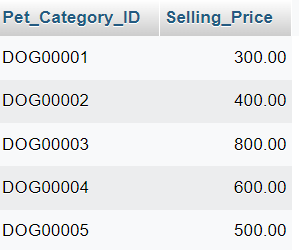 Pet_Category_ID Selling_Price
DOG00001 300.00
DOG00002 400.00
DOG00003 800.00
DOG00004 600.00
DOG00005 500.00